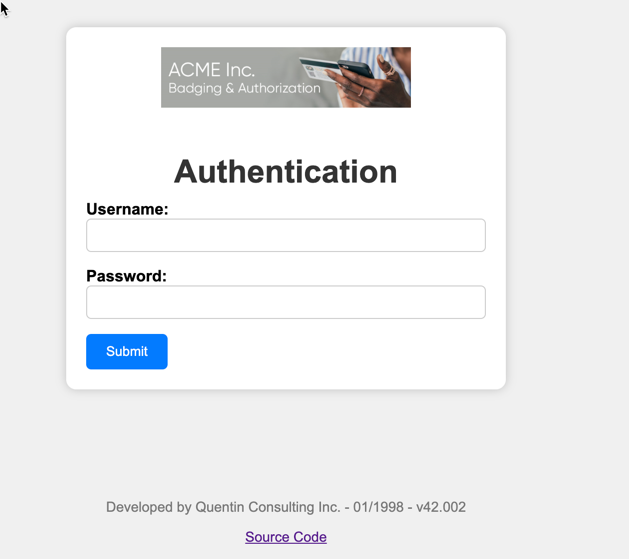 ACME Inc.
Badging & Authorization
Authentication
Username:
Password:
Submit
Developed by Quentin Consulting Inc. - 01/1998 - v42.002
Source Code